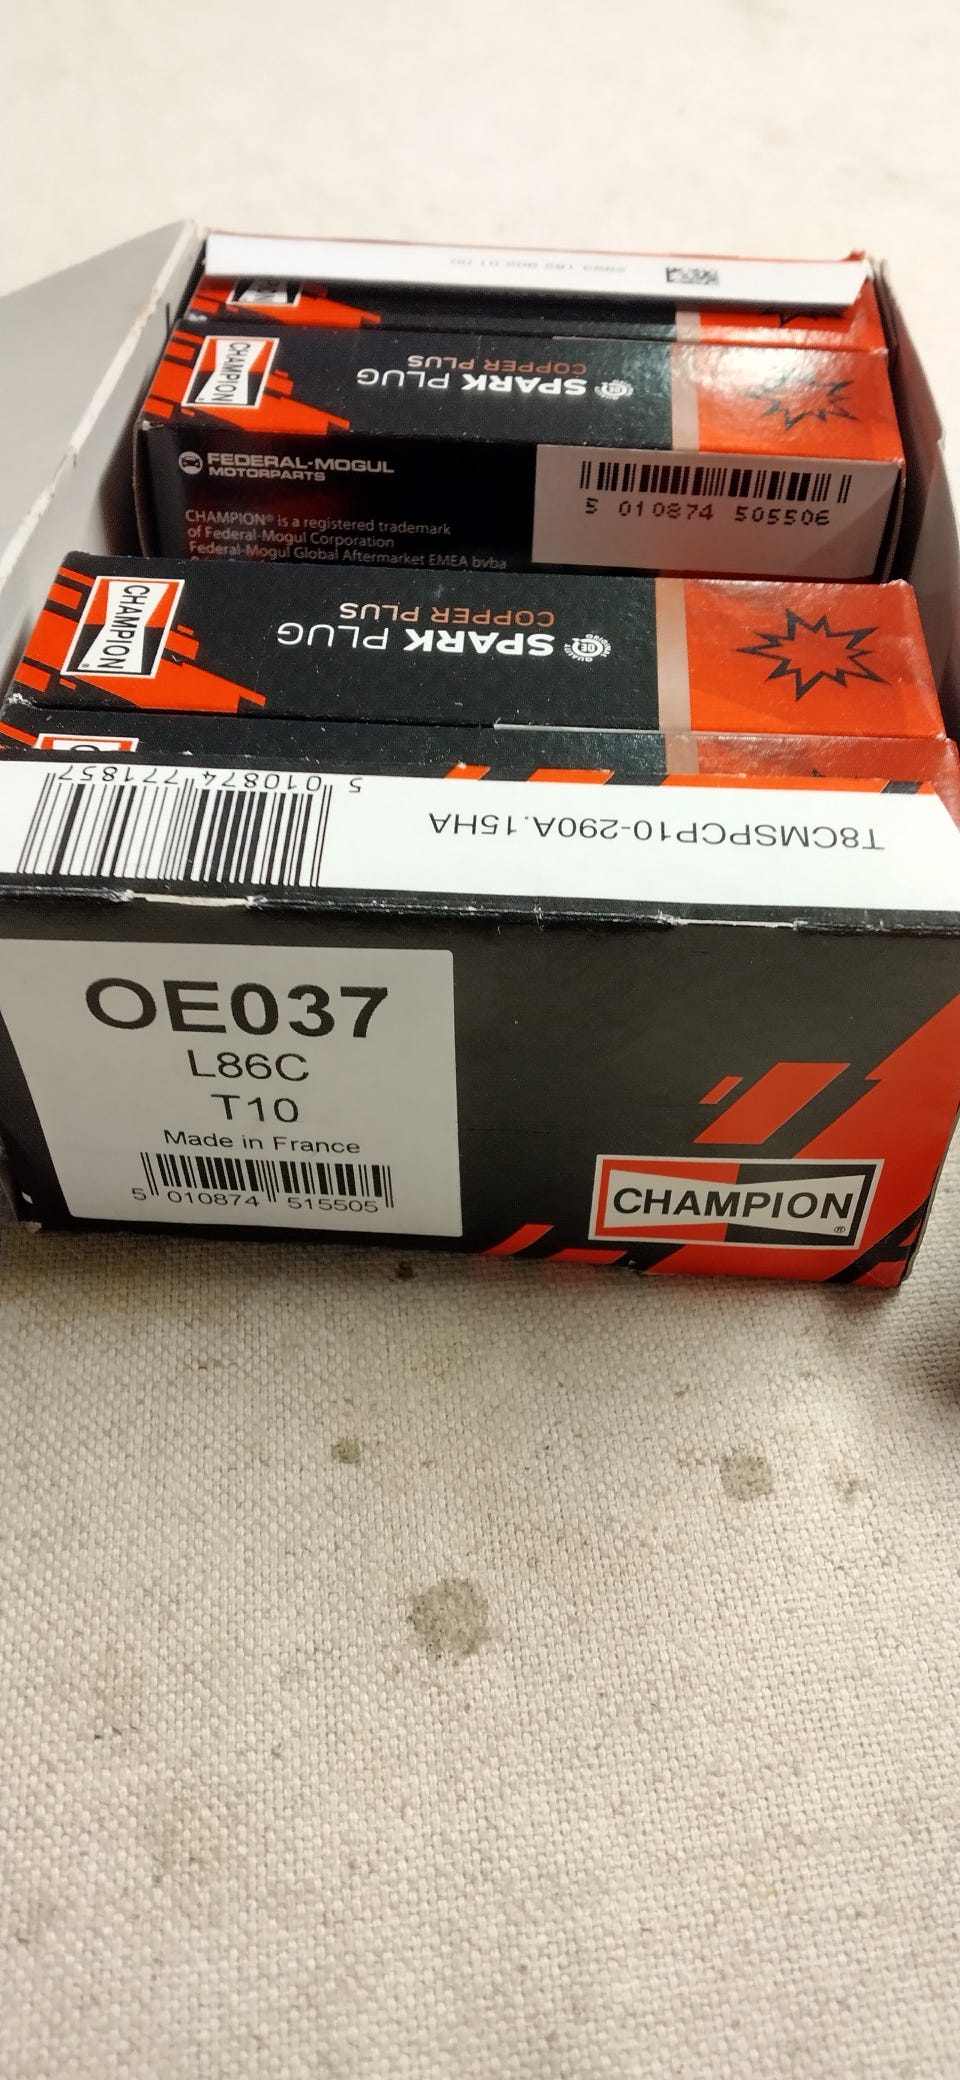 CHAMPION
SPARK PLUG
COPPER PLUS
FEDERAL-MOGUL
MOTORPARTS
CHAMPION® is a registered trademark
of Federal-Mogul Corporation
Federal-Mogul Global Aftermarket EMEA bvba
5 010874 505506
CHAMPION®
SPARK PLUG
COPPER PLUS
T8CMSPCP10-290A.15HA
5 010874 771857
OE037
L86C
T10
Made in France
5 010874 515505
CHAMPION®